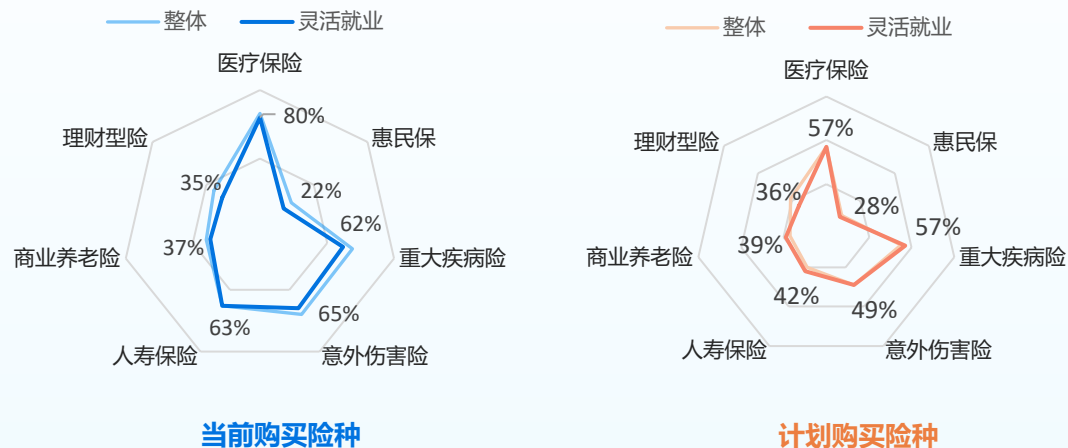 整体 灵活就业
医疗保险
80%
惠民保
22%
62%
重大疾病险
65%
意外伤害险
63%
人寿保险
37%
商业养老险
35%
理财型险
当前购买险种
整体 灵活就业
医疗保险
57%
惠民保
28%
57%
重大疾病险
49%
意外伤害险
42%
人寿保险
39%
商业养老险
36%
理财型险
计划购买险种